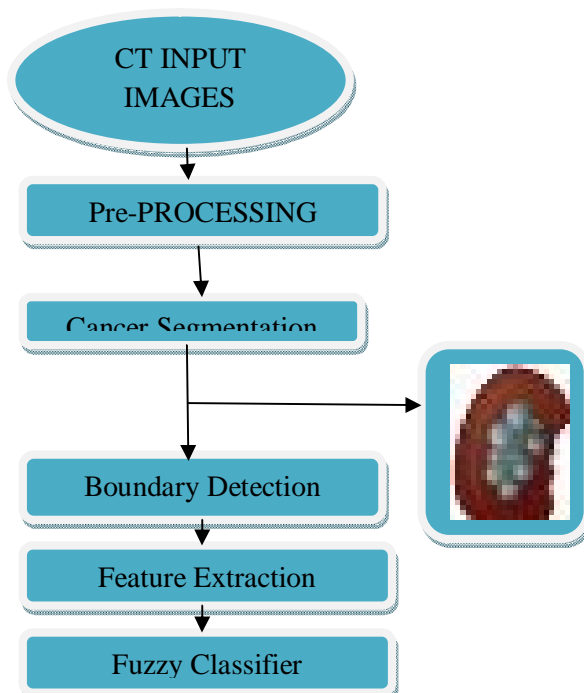 CT INPUT
IMAGES
Pre-PROCESSING
Cancer Segmentation
Boundary Detection
Feature Extraction
Fuzzy Classifier